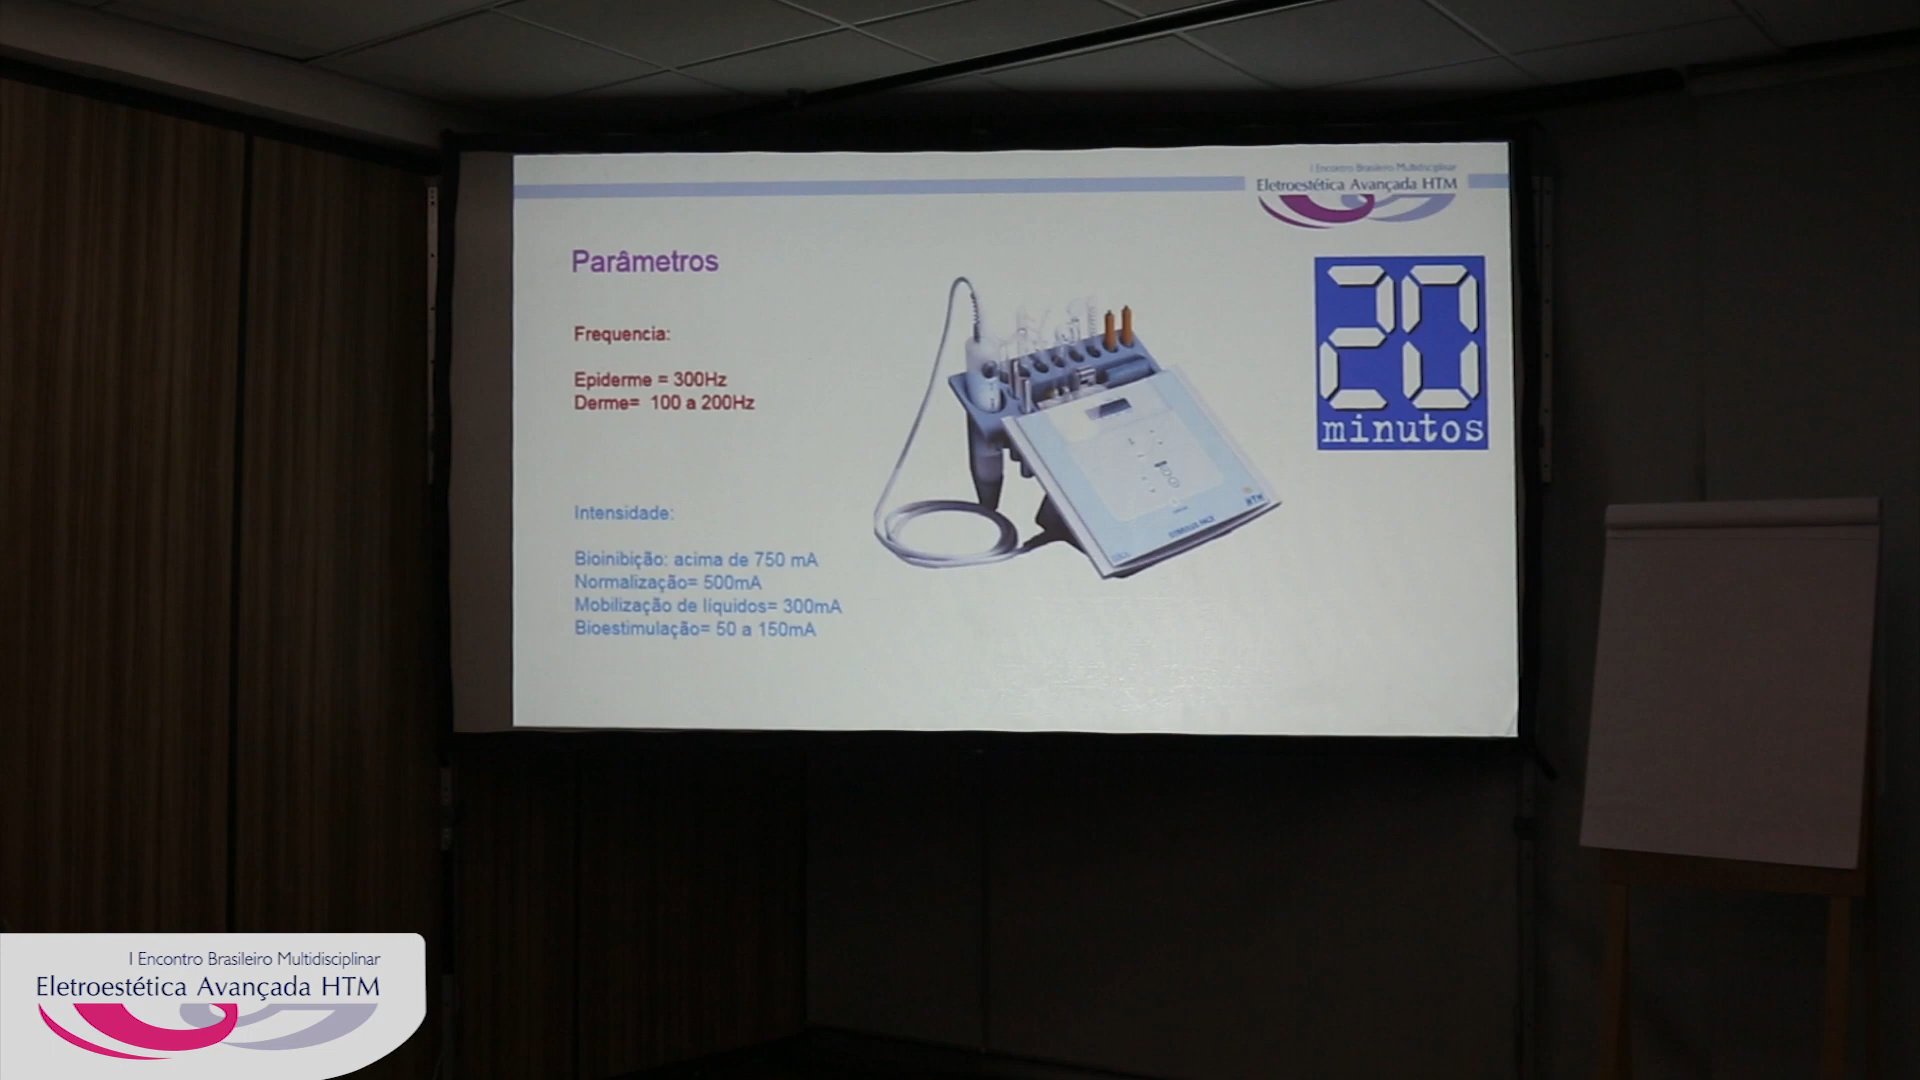 I Encontro Brasileiro Multidisciplinar
Eletroestética Avançada HTM
Parâmetros
20
minutos
Frequencia:
Epiderme = 300Hz
Derme= 100 a 200Hz
HTM
Intensidade:
Bioinibição: acima de 750 mA
Normalização= 500mA
Mobilização de líquidos= 300mA
Bioestimulação= 50 a 150mA
I Encontro Brasileiro Multidisciplinar
Eletroestética Avançada HTM